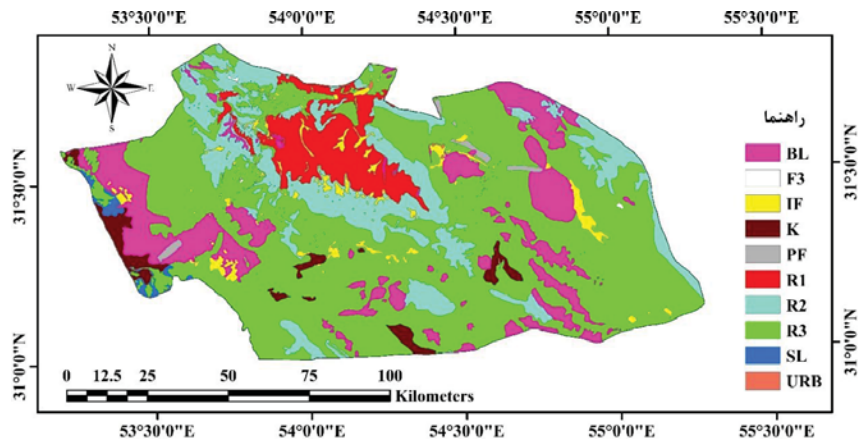 53°30'0"E 54°0'0"E 54°30'0"E 55°0'0"E 55°30'0"E
N
W E
S
راهنما
BL
F3
IF
K
PF
R1
R2
R3
SL
URB
31°30'0"N
31°30'0"N
31°0'0"N
31°0'0"N
0 12.5 25 50 75 100
Kilometers
53°30'0"E 54°0'0"E 54°30'0"E 55°0'0"E 55°30'0"E